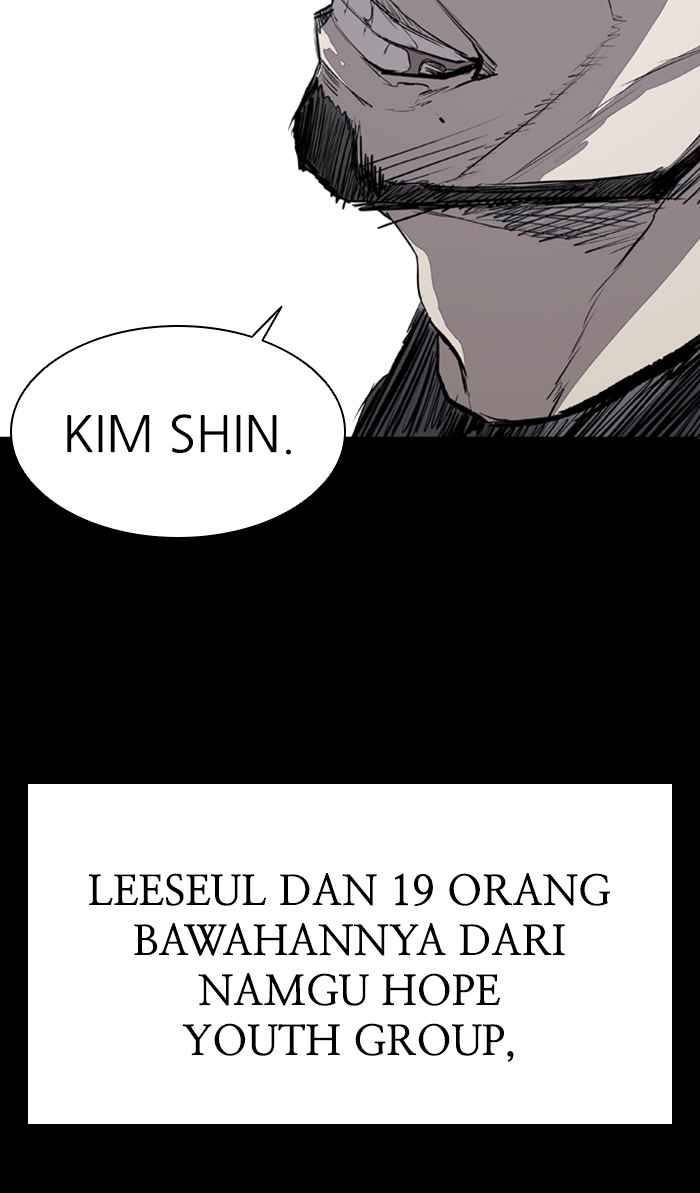 KIM SHIN.
LEESEUL DAN 19 ORANG
BAWAHANNYA DARI
NAMGU HOPE
YOUTH GROUP,